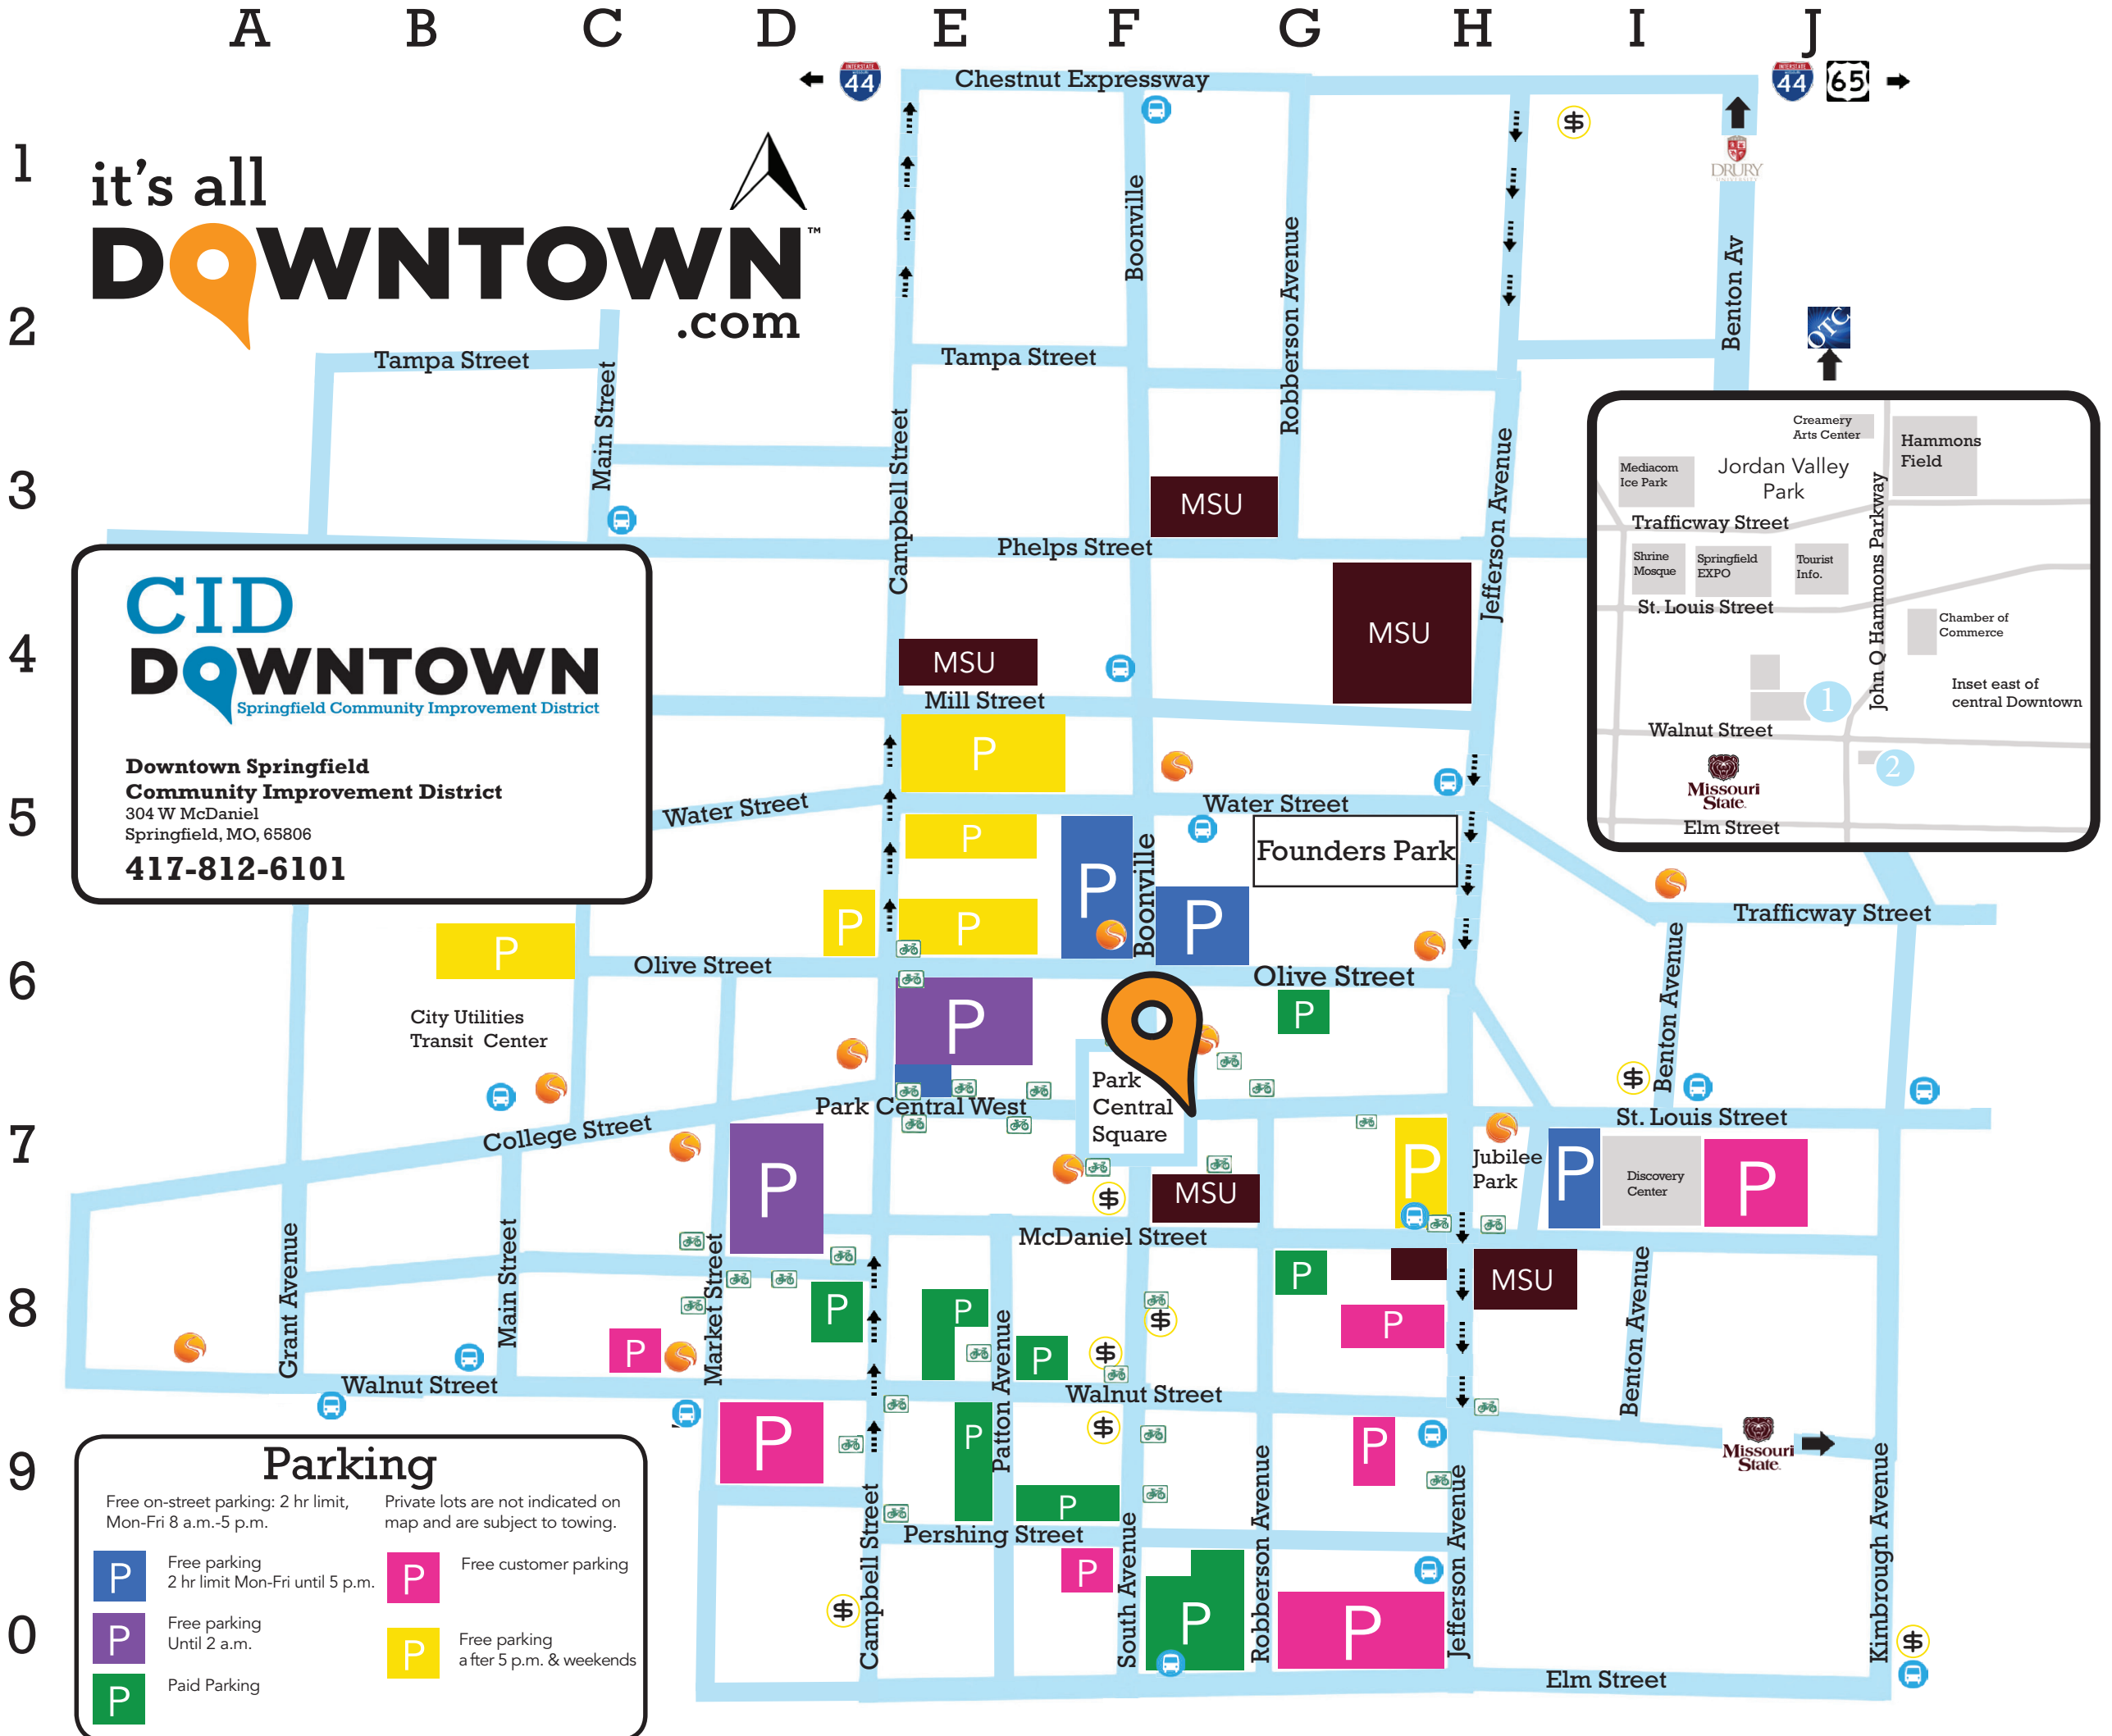 A B C D E F G H I J
INTERSTATE
44
Chestnut Expressway
INTERSTATE
44
65
1
it's all
DOWNTOWN™
.com
Boonville
Robberson Avenue
DRURY
UNIVERSITY
Benton Av
2
OTC
Tampa Street
Tampa Street
Main Street
Campbell Street
Jefferson Avenue
3
MSU
Phelps Street
Creamery
Arts Center
Hammons
Field
Mediacom
Ice Park
Jordan Valley
Park
Trafficway Street
Shrine
Mosque
Springfield
EXPO
Tourist
Info.
St. Louis Street
John Q Hammons Parkway
Chamber of
Commerce
1
Inset east of
central Downtown
Walnut Street
2
Missouri
State.
Elm Street
CID
DOWNTOWN
Springfield Community Improvement District
Downtown Springfield
Community Improvement District
304 W McDaniel
Springfield, MO, 65806
417-812-6101
4
MSU
MSU
Mill Street
P
5
Water Street
Water Street
P
P
Founders Park
Boonville
P
P
P
P
Trafficway Street
6
Olive Street
Olive Street
City Utilities
Transit Center
P
P
Benton Avenue
Park
Central
Square
Park Central West
St. Louis Street
7
College Street
P
P
Jubilee
Park
P
Discovery
Center
P
MSU
McDaniel Street
Grant Avenue
Main Street
Market Street
8
P
P
P
P
P
P
MSU
Benton Avenue
Patton Avenue
Walnut Street
Walnut Street
9
P
P
P
P
Missouri
State.
Pershing Street
Campbell Street
South Avenue
Robberson Avenue
Jefferson Avenue
Kimbrough Avenue
0
P
P
P
Elm Street
Parking
Free on-street parking: 2 hr limit,
Mon-Fri 8 a.m.-5 p.m.
Private lots are not indicated on
map and are subject to towing.
P
Free parking
2 hr limit Mon-Fri until 5 p.m.
P
Free customer parking
P
Free parking
Until 2 a.m.
P
Free parking
after 5 p.m. & weekends
P
Paid Parking